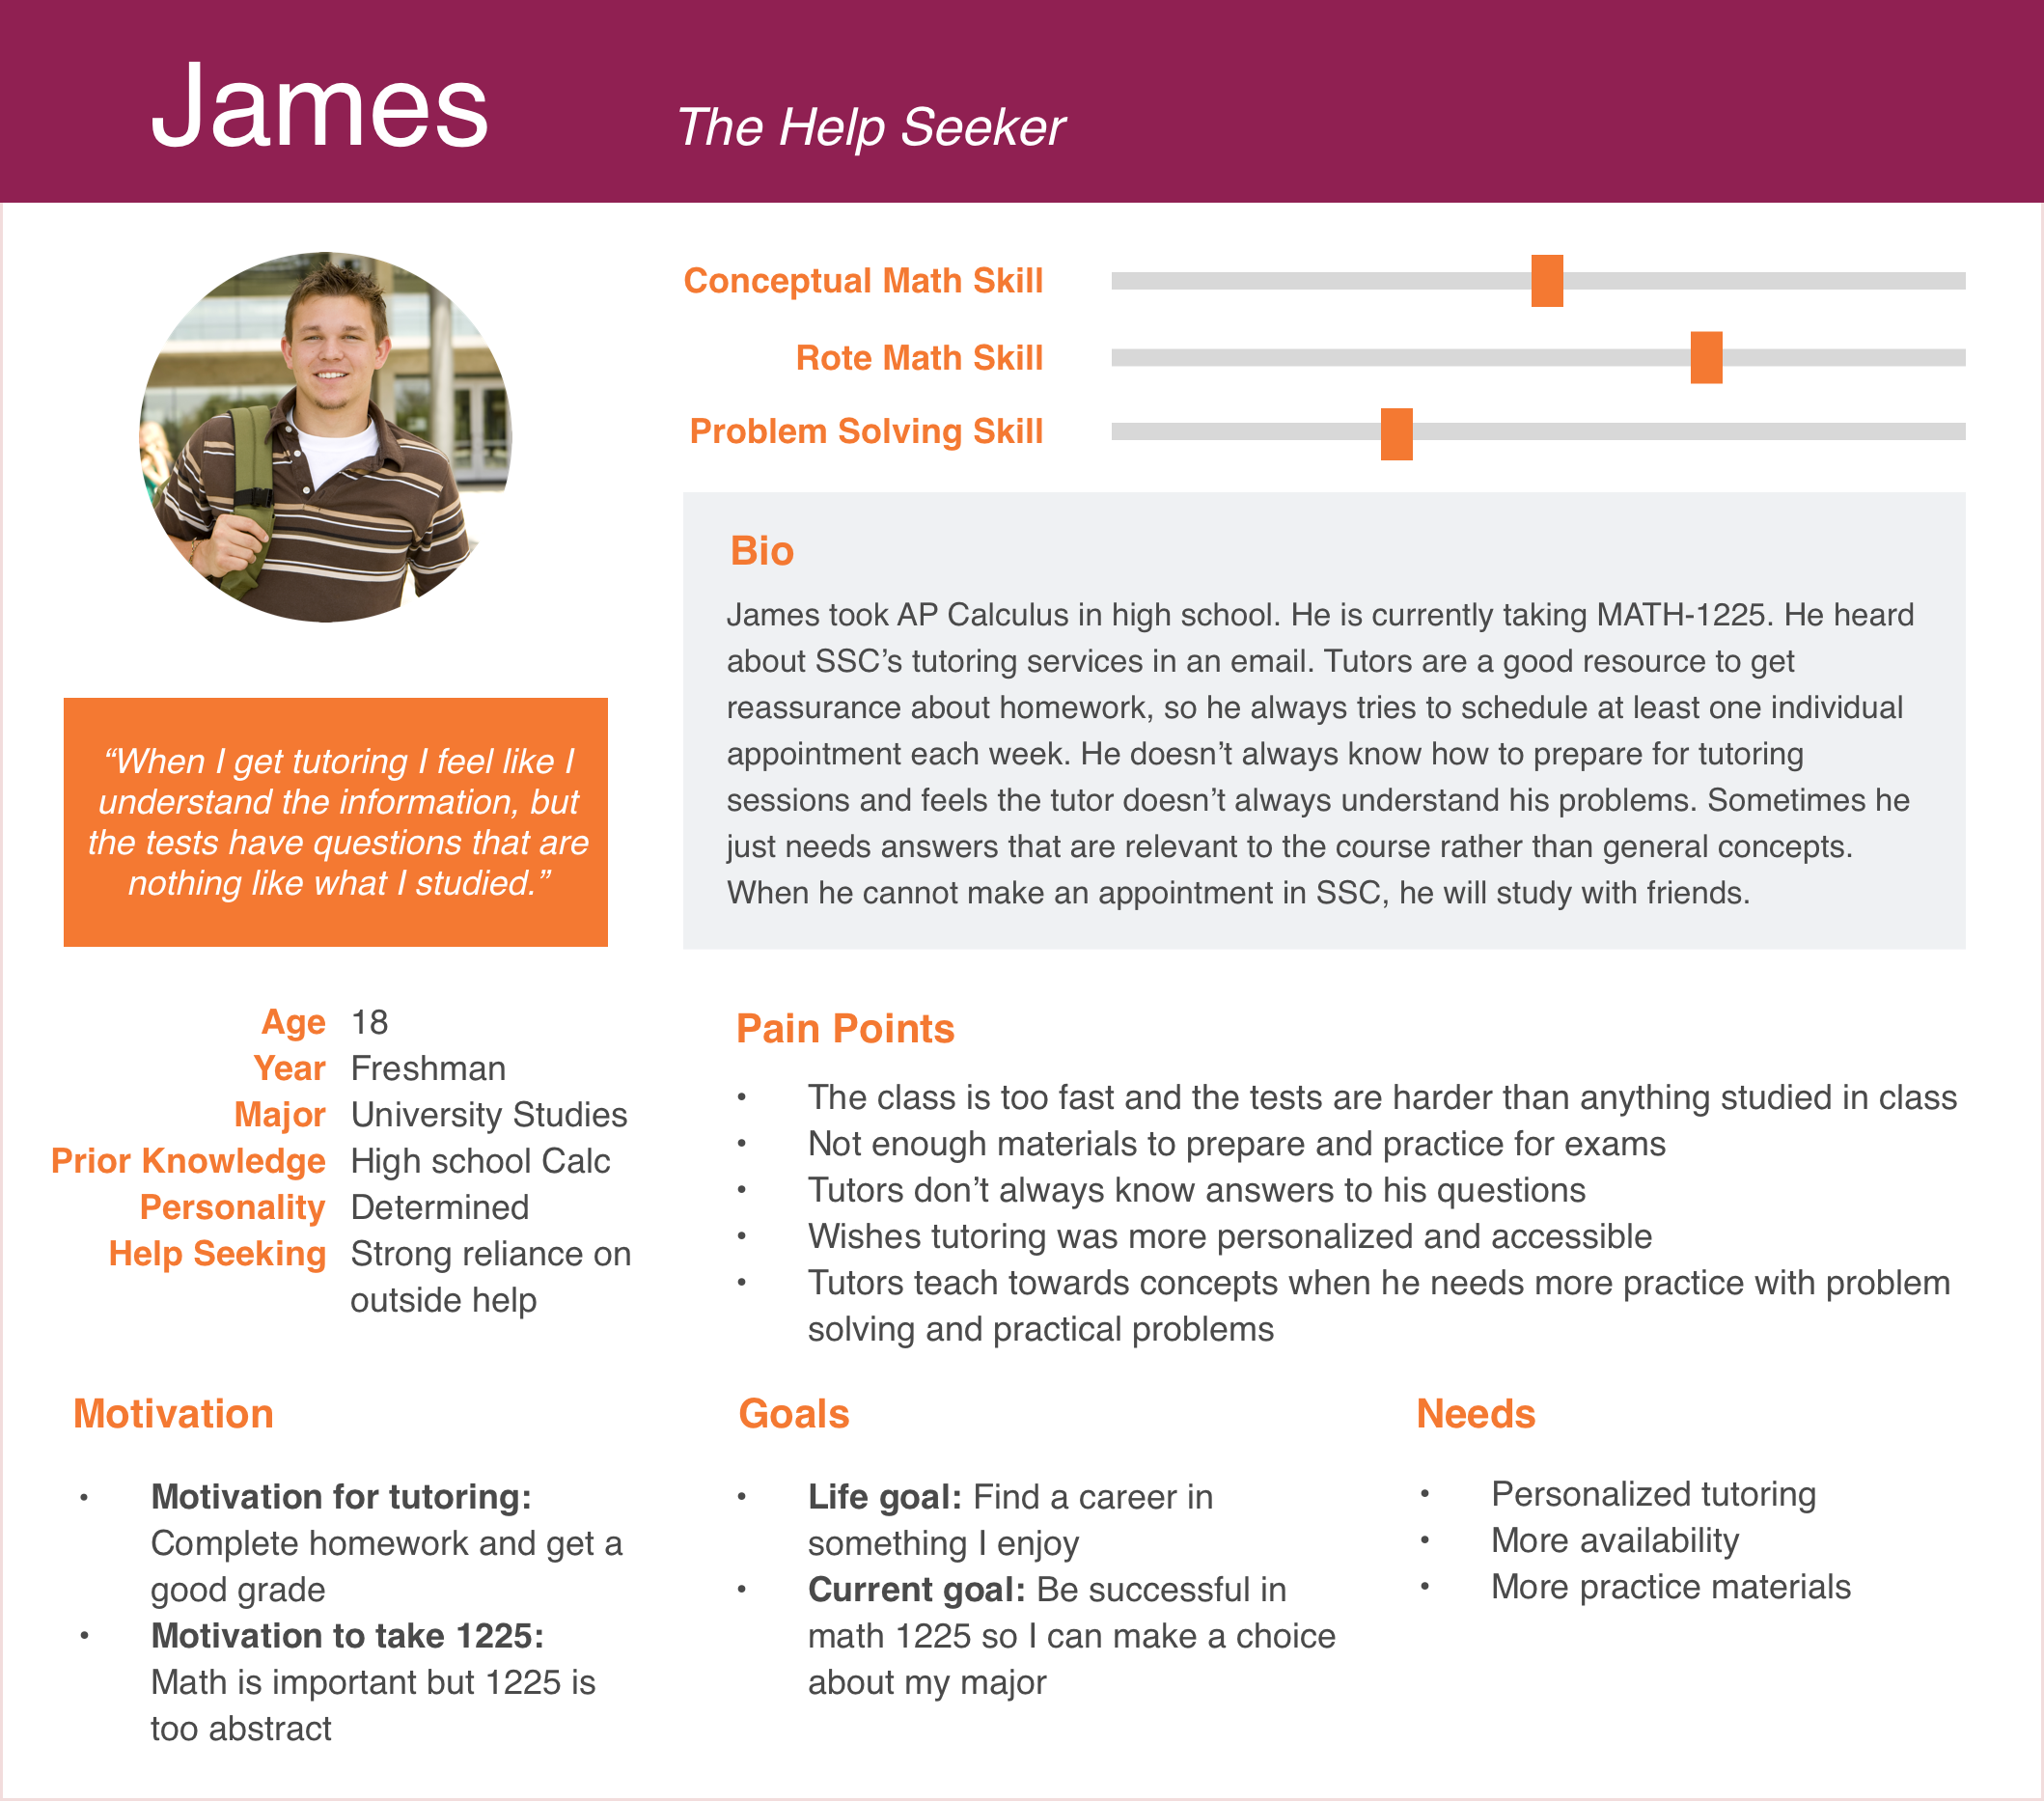 James
The Help Seeker
Conceptual Math Skill
Rote Math Skill
Problem Solving Skill
Bio
James took AP Calculus in high school. He is currently taking MATH-1225. He heard
about SSC’s tutoring services in an email. Tutors are a good resource to get
reassurance about homework, so he always tries to schedule at least one individual
appointment each week. He doesn’t always know how to prepare for tutoring
sessions and feels the tutor doesn’t always understand his problems. Sometimes he
just needs answers that are relevant to the course rather than general concepts.
When he cannot make an appointment in SSC, he will study with friends.
“When I get tutoring I feel like I
understand the information, but
the tests have questions that are
nothing like what I studied.”
Age 18
Year Freshman
Major University Studies
Prior Knowledge High school Calc
Personality Determined
Help Seeking Strong reliance on
outside help
Pain Points
• The class is too fast and the tests are harder than anything studied in class
• Not enough materials to prepare and practice for exams
• Tutors don’t always know answers to his questions
• Wishes tutoring was more personalized and accessible
• Tutors teach towards concepts when he needs more practice with problem
solving and practical problems
Motivation
• Motivation for tutoring:
Complete homework and get a
good grade
• Motivation to take 1225:
Math is important but 1225 is
too abstract
Goals
• Life goal: Find a career in
something I enjoy
• Current goal: Be successful in
math 1225 so I can make a choice
about my major
Needs
• Personalized tutoring
• More availability
• More practice materials